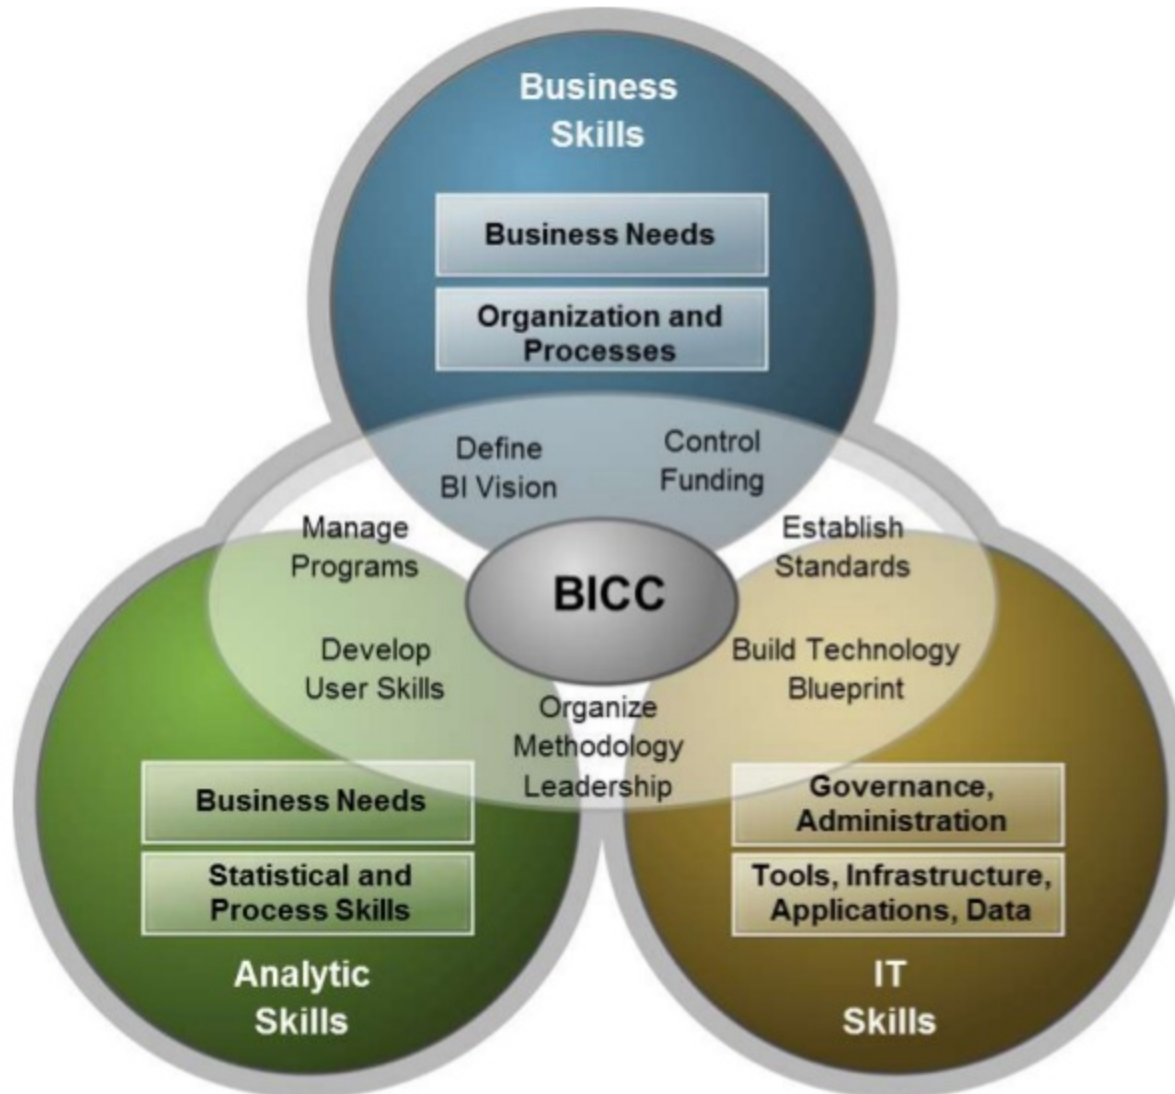 Business
Skills
Business Needs
Organization and
Processes
Define
BI Vision
Control
Funding
Manage
Programs
Establish
Standards
BICC
Develop
User Skills
Build Technology
Blueprint
Organize
Methodology
Leadership
Business Needs
Statistical and
Process Skills
Governance,
Administration
Tools, Infrastructure,
Applications, Data
Analytic
Skills
IT
Skills